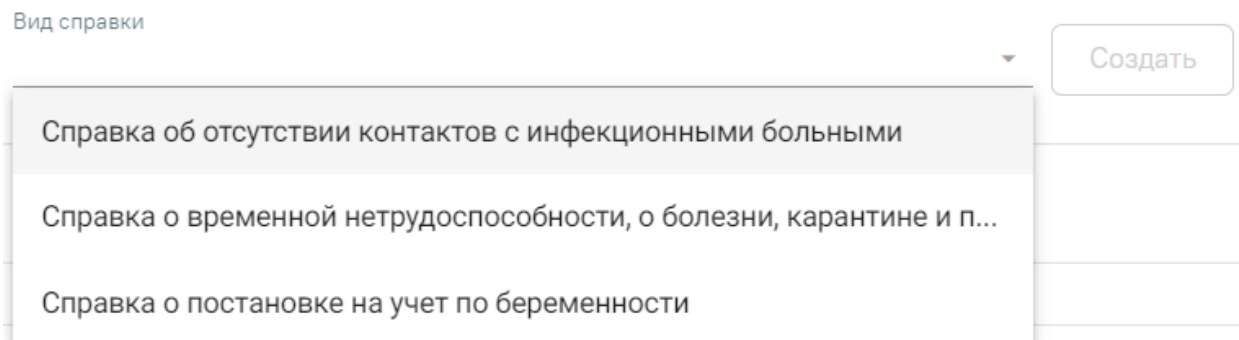 Вид справки
Создать
Справка об отсутствии контактов с инфекционными больными
Справка о временной нетрудоспособности, о болезни, карантине и п...
Справка о постановке на учет по беременности